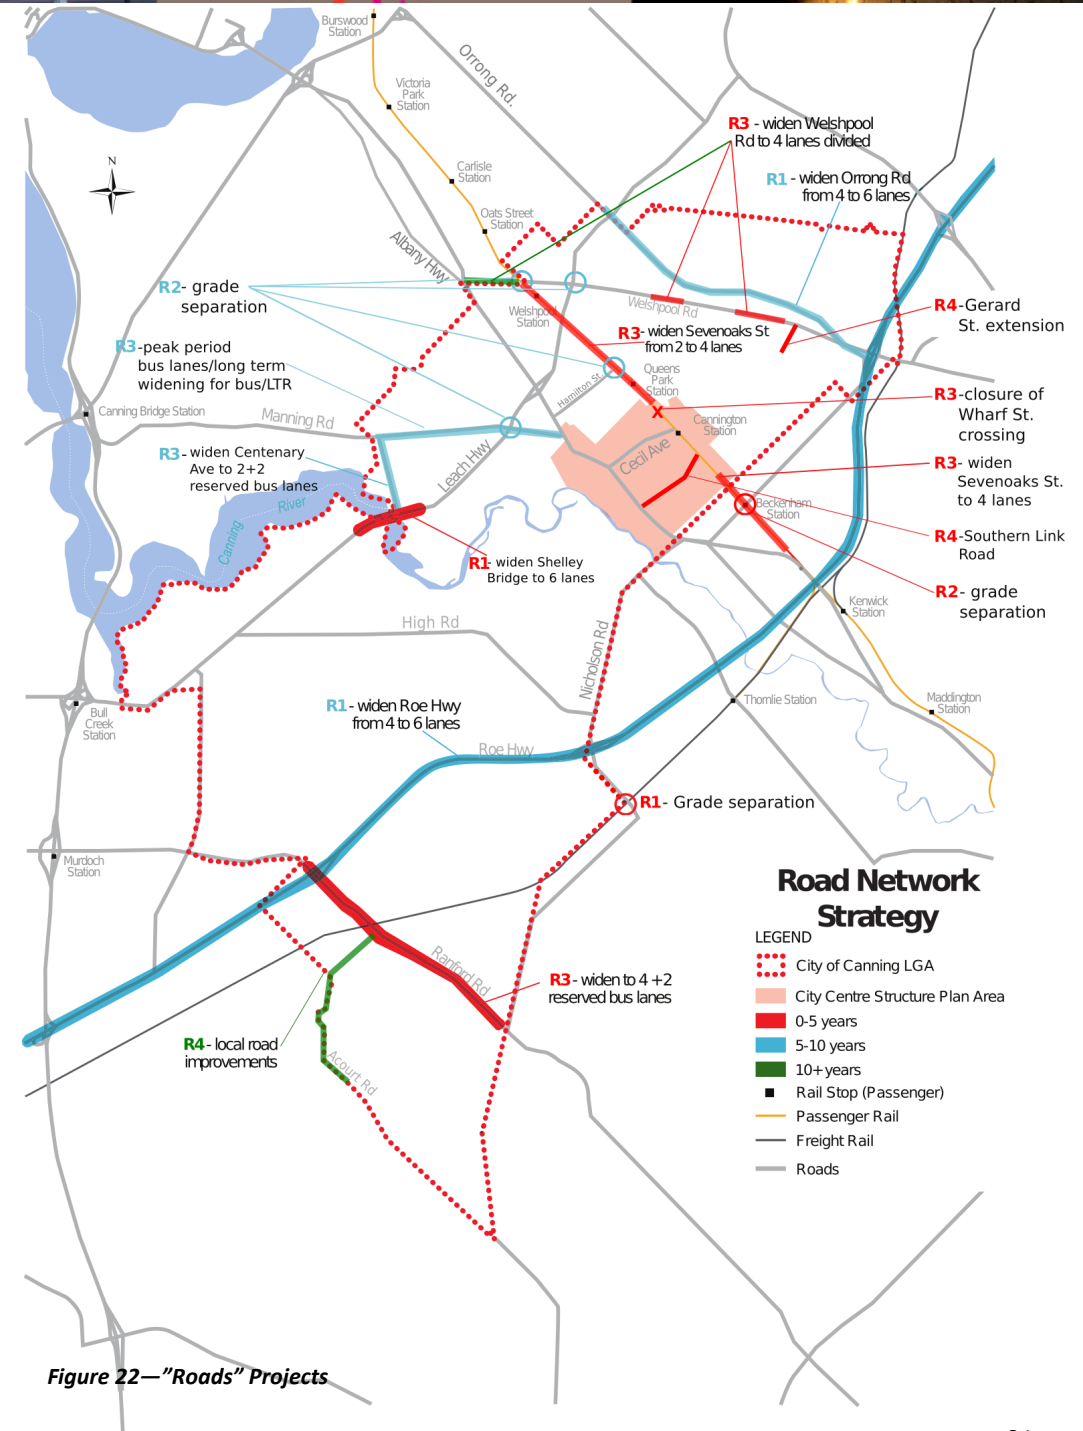 Burswood
Station
Orrong Rd.
Victoria
Park
Station
R3 - widen Welshpool
Rd to 4 lanes divided
N
Carlisle
Station
R1 - widen Orrong Rd
from 4 to 6 lanes
Oats Street
Station
Albany Hwy
R2- grade
separation
Welshpool Rd
R4-Gerard
St. extension
Welshpool
Station
R3- widen Sevenoaks St
from 2 to 4 lanes
R3-peak period
bus lanes/long term
widening for bus/LTR
Queens
Park
Station
Hamilton St
R3-closure of
Wharf St.
crossing
X
Canning Bridge Station
Manning Rd
Cannington
Station
R3- widen Centenary
Ave to 2+2
reserved bus lanes
Leach Hwy
Cecil Ave
R3- widen
Sevenoaks St.
to 4 lanes
Canning River
Beckenham
Station
R4-Southern Link
Road
R1- widen Shelley
Bridge to 6 lanes
R2- grade
separation
Kenwick
Station
High Rd
Nicholson Rd
Thornlie Station
Maddington
Station
Bull
Creek
Station
R1- widen Roe Hwy
from 4 to 6 lanes
Roe Hwy
R1- Grade separation
Murdoch
Station
Road Network
Strategy
LEGEND
City of Canning LGA
City Centre Structure Plan Area
0-5 years
5-10 years
10+years
Rail Stop (Passenger)
Passenger Rail
Freight Rail
Roads
Ranford Rd
R3- widen to 4+2
reserved bus lanes
R4- local road
improvements
Acourt Rd
Figure 22—”Roads” Projects